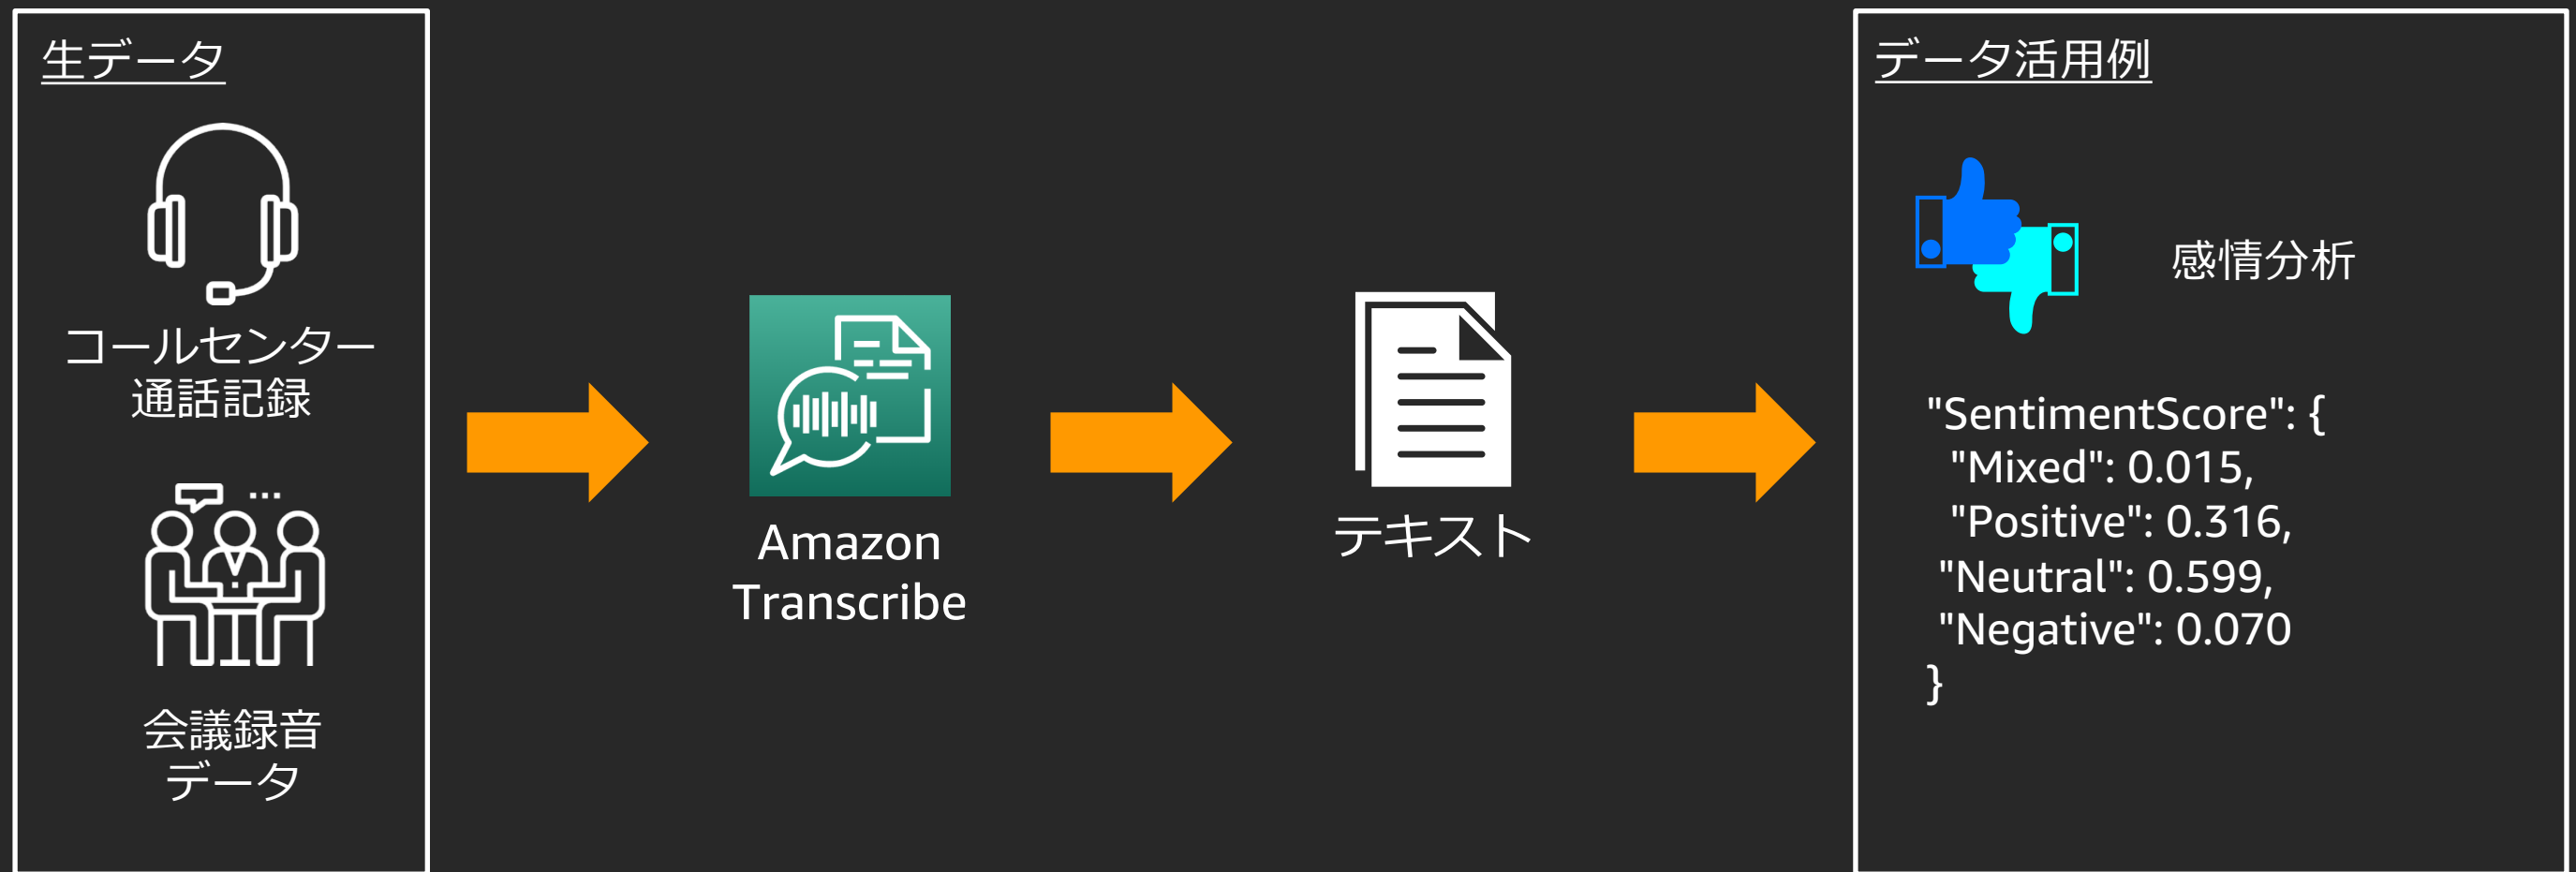 生データ
コールセンター
通話記録
会議録音
データ
Amazon
Transcribe
テキスト
データ活用例
感情分析
"SentimentScore": {
"Mixed": 0.015,
"Positive": 0.316,
"Neutral": 0.599,
"Negative": 0.070
}